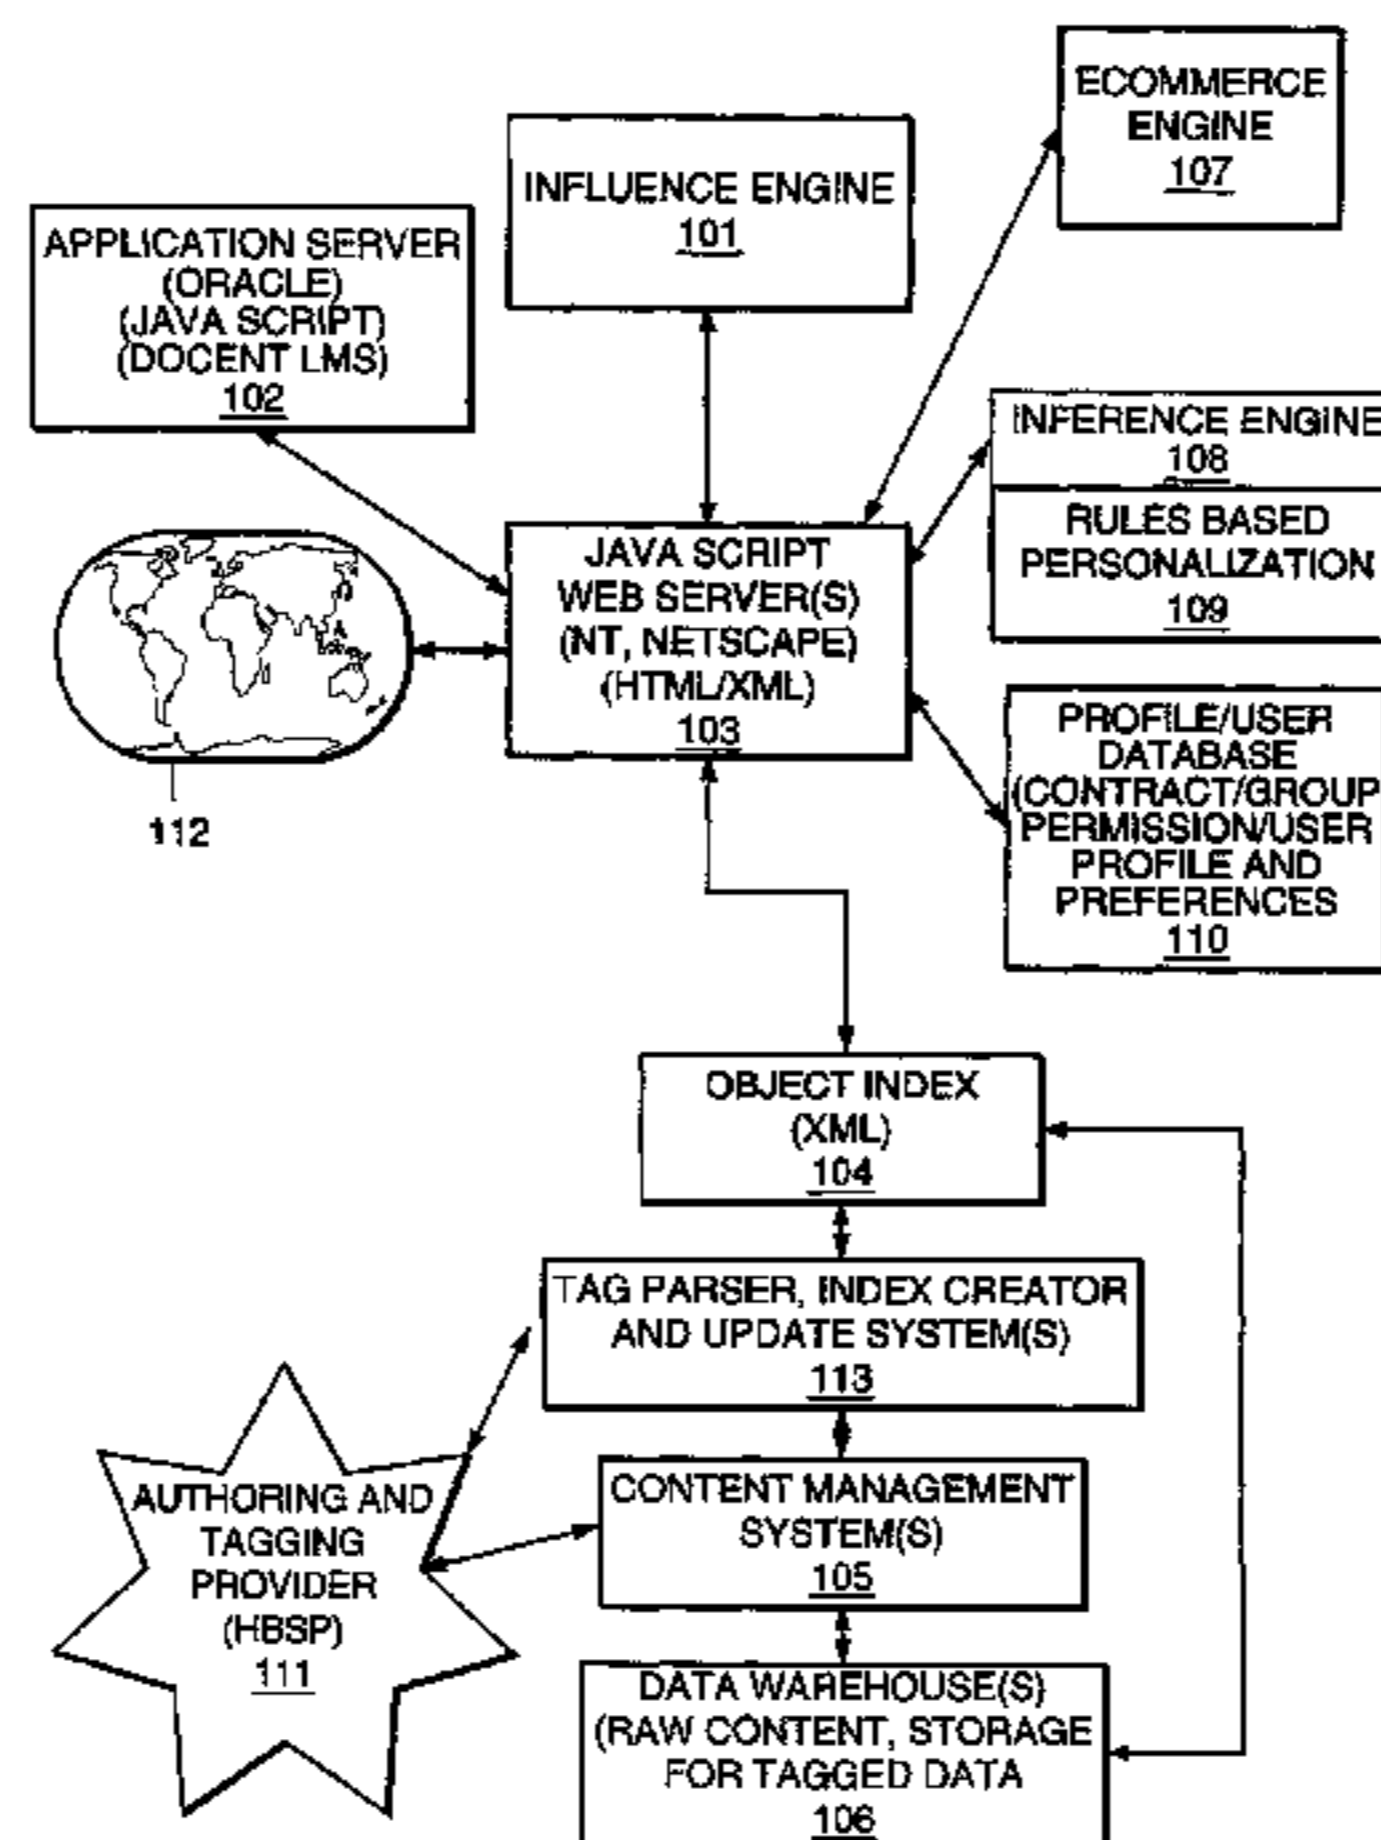 ECOMMERCE
ENGINE
107
INFLUENCE ENGINE
101
APPLICATION SERVER
(ORACLE)
(JAVA SCRIPT)
(DOCENT LMS)
102
INFERENCE ENGINE
108
RULES BASED
PERSONALIZATION
109
JAVA SCRIPT
WEB SERVER(S)
(NT, NETSCAPE)
(HTML/XML)
103
112
PROFILE/USER
DATABASE
(CONTRACT/GROUP
PERMISSION/USER
PROFILE AND
PREFERENCES
110
OBJECT INDEX
(XML)
104
TAG PARSER, INDEX CREATOR
AND UPDATE SYSTEM(S)
113
AUTHORING AND
TAGGING
PROVIDER
(HBSP)
111
CONTENT MANAGEMENT
SYSTEM(S)
105
DATA WAREHOUSE(S)
(RAW CONTENT, STORAGE
FOR TAGGED DATA
106